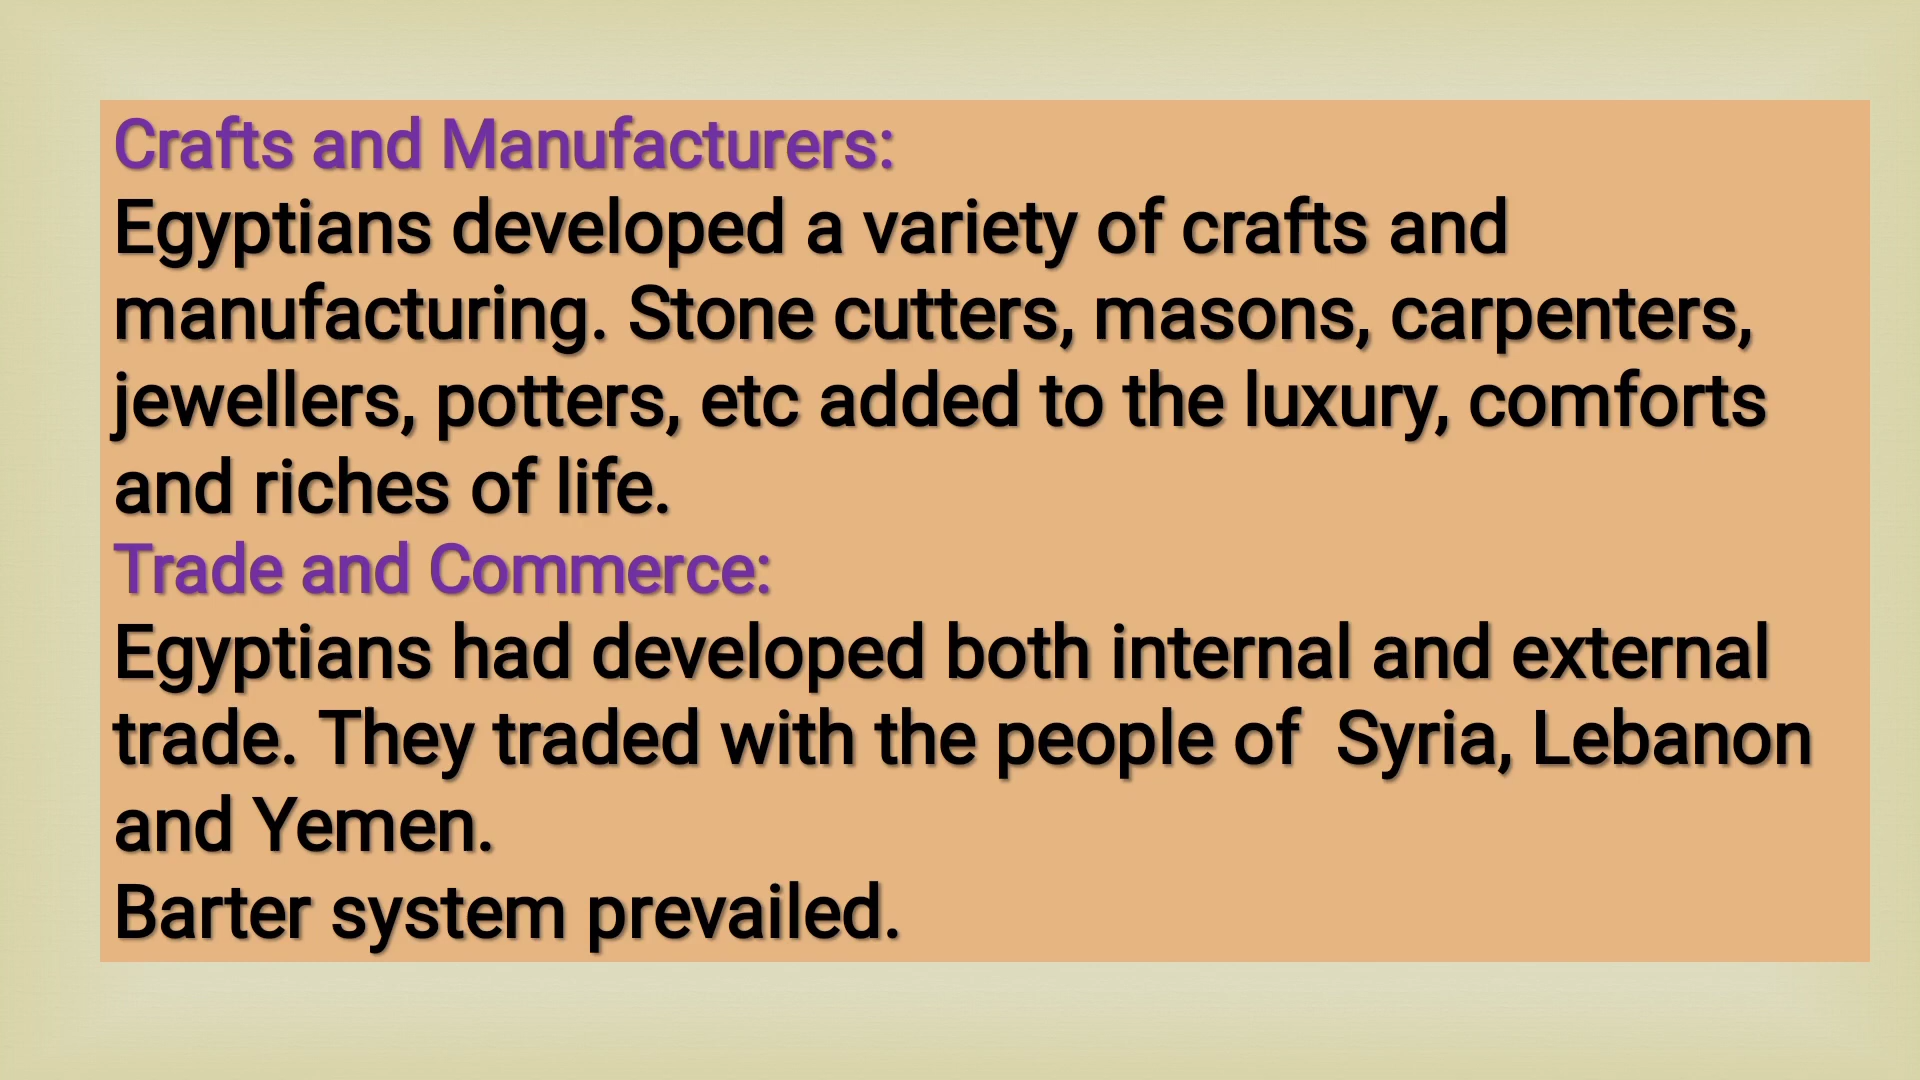 Crafts and Manufacturers:
Egyptians developed a variety of crafts and
manufacturing. Stone cutters, masons, carpenters,
jewellers, potters, etc added to the luxury, comforts
and riches of life.
Trade and Commerce:
Egyptians had developed both internal and external
trade. They traded with the people of  Syria, Lebanon
and Yemen.
Barter system prevailed.